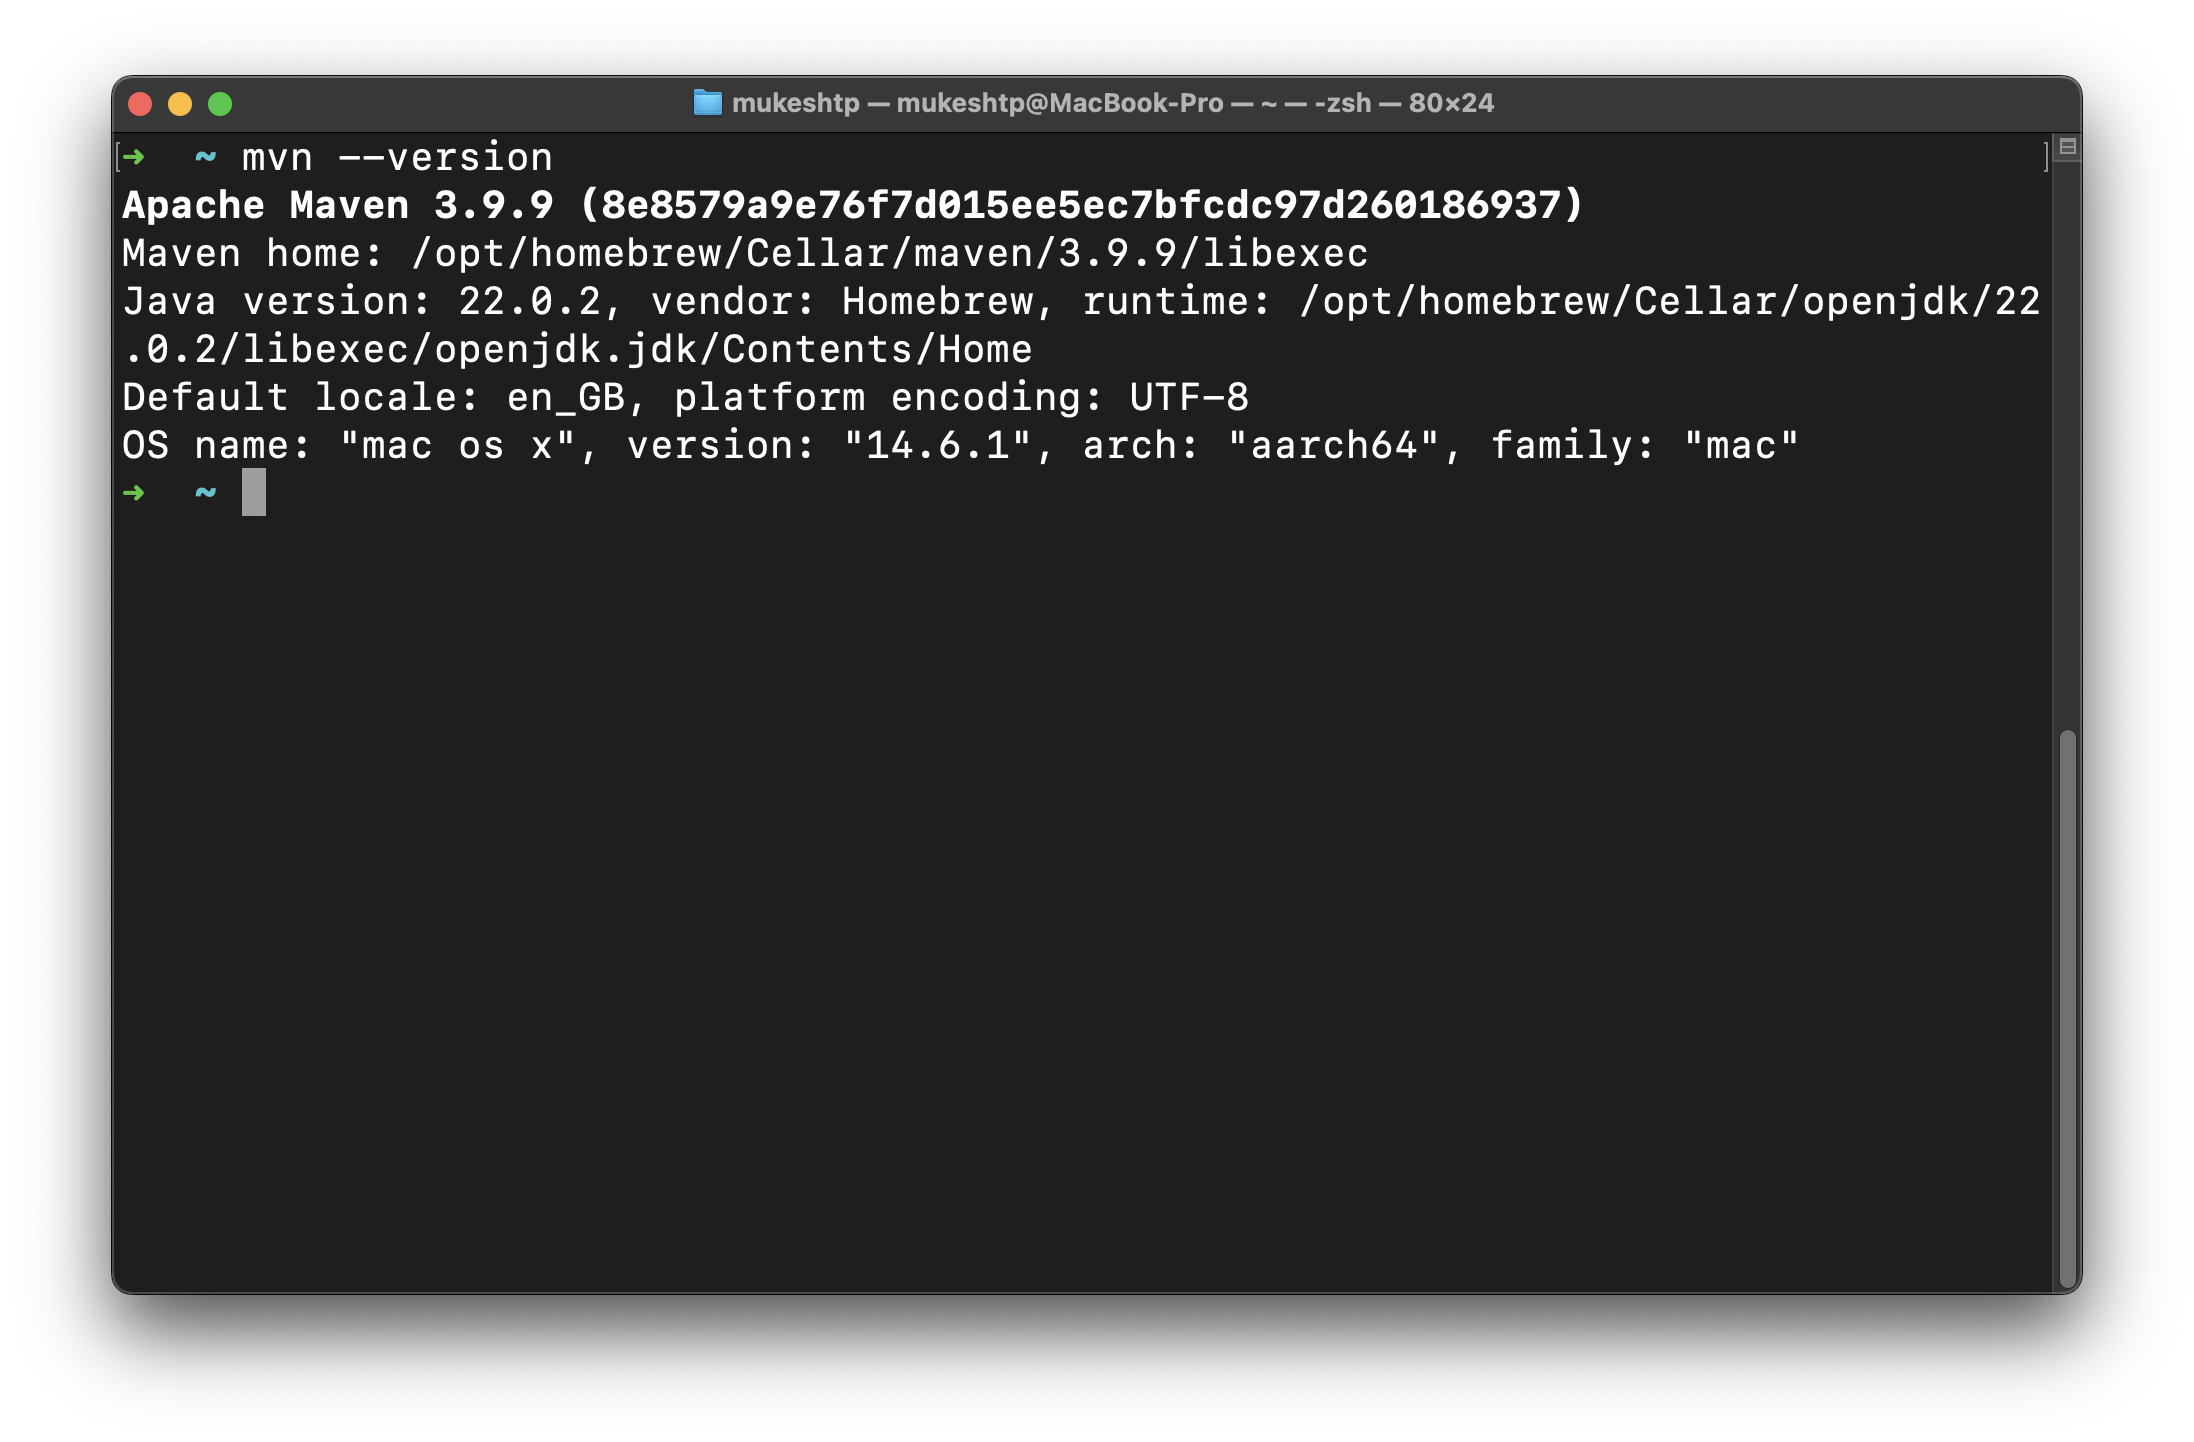 mukeshtp — mukeshtp@MacBook-Pro — ~ — -zsh — 80×24
[➜  ~ mvn --version ]
Apache Maven 3.9.9 (8e8579a9e76f7d015ee5ec7bfcdc97d260186937)
Maven home: /opt/homebrew/Cellar/maven/3.9.9/libexec
Java version: 22.0.2, vendor: Homebrew, runtime: /opt/homebrew/Cellar/openjdk/22
.0.2/libexec/openjdk.jdk/Contents/Home
Default locale: en_GB, platform encoding: UTF-8
OS name: "mac os x", version: "14.6.1", arch: "aarch64", family: "mac"
➜  ~